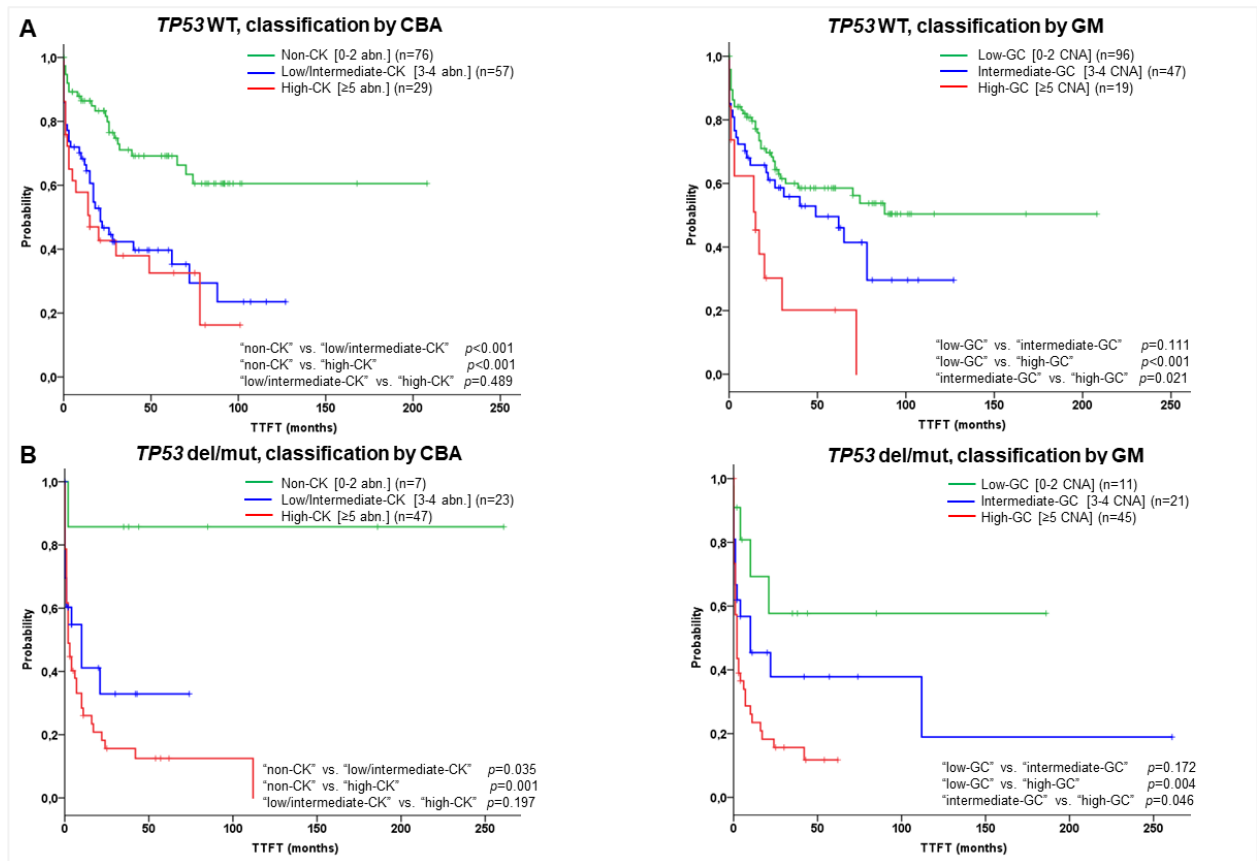 A
TP53 WT, classification by CBA
Non-CK [0-2 abn.] (n=76)
Low/Intermediate-CK [3-4 abn.] (n=57)
High-CK [≥5 abn.] (n=29)
1,0
0,8
0,6
0,4
0,2
0,0
Probability
"non-CK" vs. "low/intermediate-CK" p<0.001
"non-CK" vs. "high-CK" p<0.001
"low/intermediate-CK" vs. "high-CK" p=0.489
0 50 100 150 200 250
TTFT (months)
TP53 WT, classification by GM
Low-GC [0-2 CNA] (n=96)
Intermediate-GC [3-4 CNA] (n=47)
High-GC [≥5 CNA] (n=19)
1,0
0,8
0,6
0,4
0,2
0,0
Probability
"low-GC" vs. "intermediate-GC" p=0.111
"low-GC" vs. "high-GC" p<0.001
"intermediate-GC" vs. "high-GC" p=0.021
0 50 100 150 200 250
TTFT (months)
B
TP53 del/mut, classification by CBA
Non-CK [0-2 abn.] (n=7)
Low/Intermediate-CK [3-4 abn.] (n=23)
High-CK [≥5 abn.] (n=47)
1,0
0,8
0,6
0,4
0,2
0,0
Probability
"non-CK" vs. "low/intermediate-CK" p=0.035
"non-CK" vs. "high-CK" p=0.001
"low/intermediate-CK" vs. "high-CK" p=0.197
0 50 100 150 200 250
TTFT (months)
TP53 del/mut, classification by GM
Low-GC [0-2 CNA] (n=11)
Intermediate-GC [3-4 CNA] (n=21)
High-GC [≥5 CNA] (n=45)
1,0
0,8
0,6
0,4
0,2
0,0
Probability
"low-GC" vs. "intermediate-GC" p=0.172
"low-GC" vs. "high-GC" p=0.004
"intermediate-GC" vs. "high-GC" p=0.046
0 50 100 150 200 250
TTFT (months)